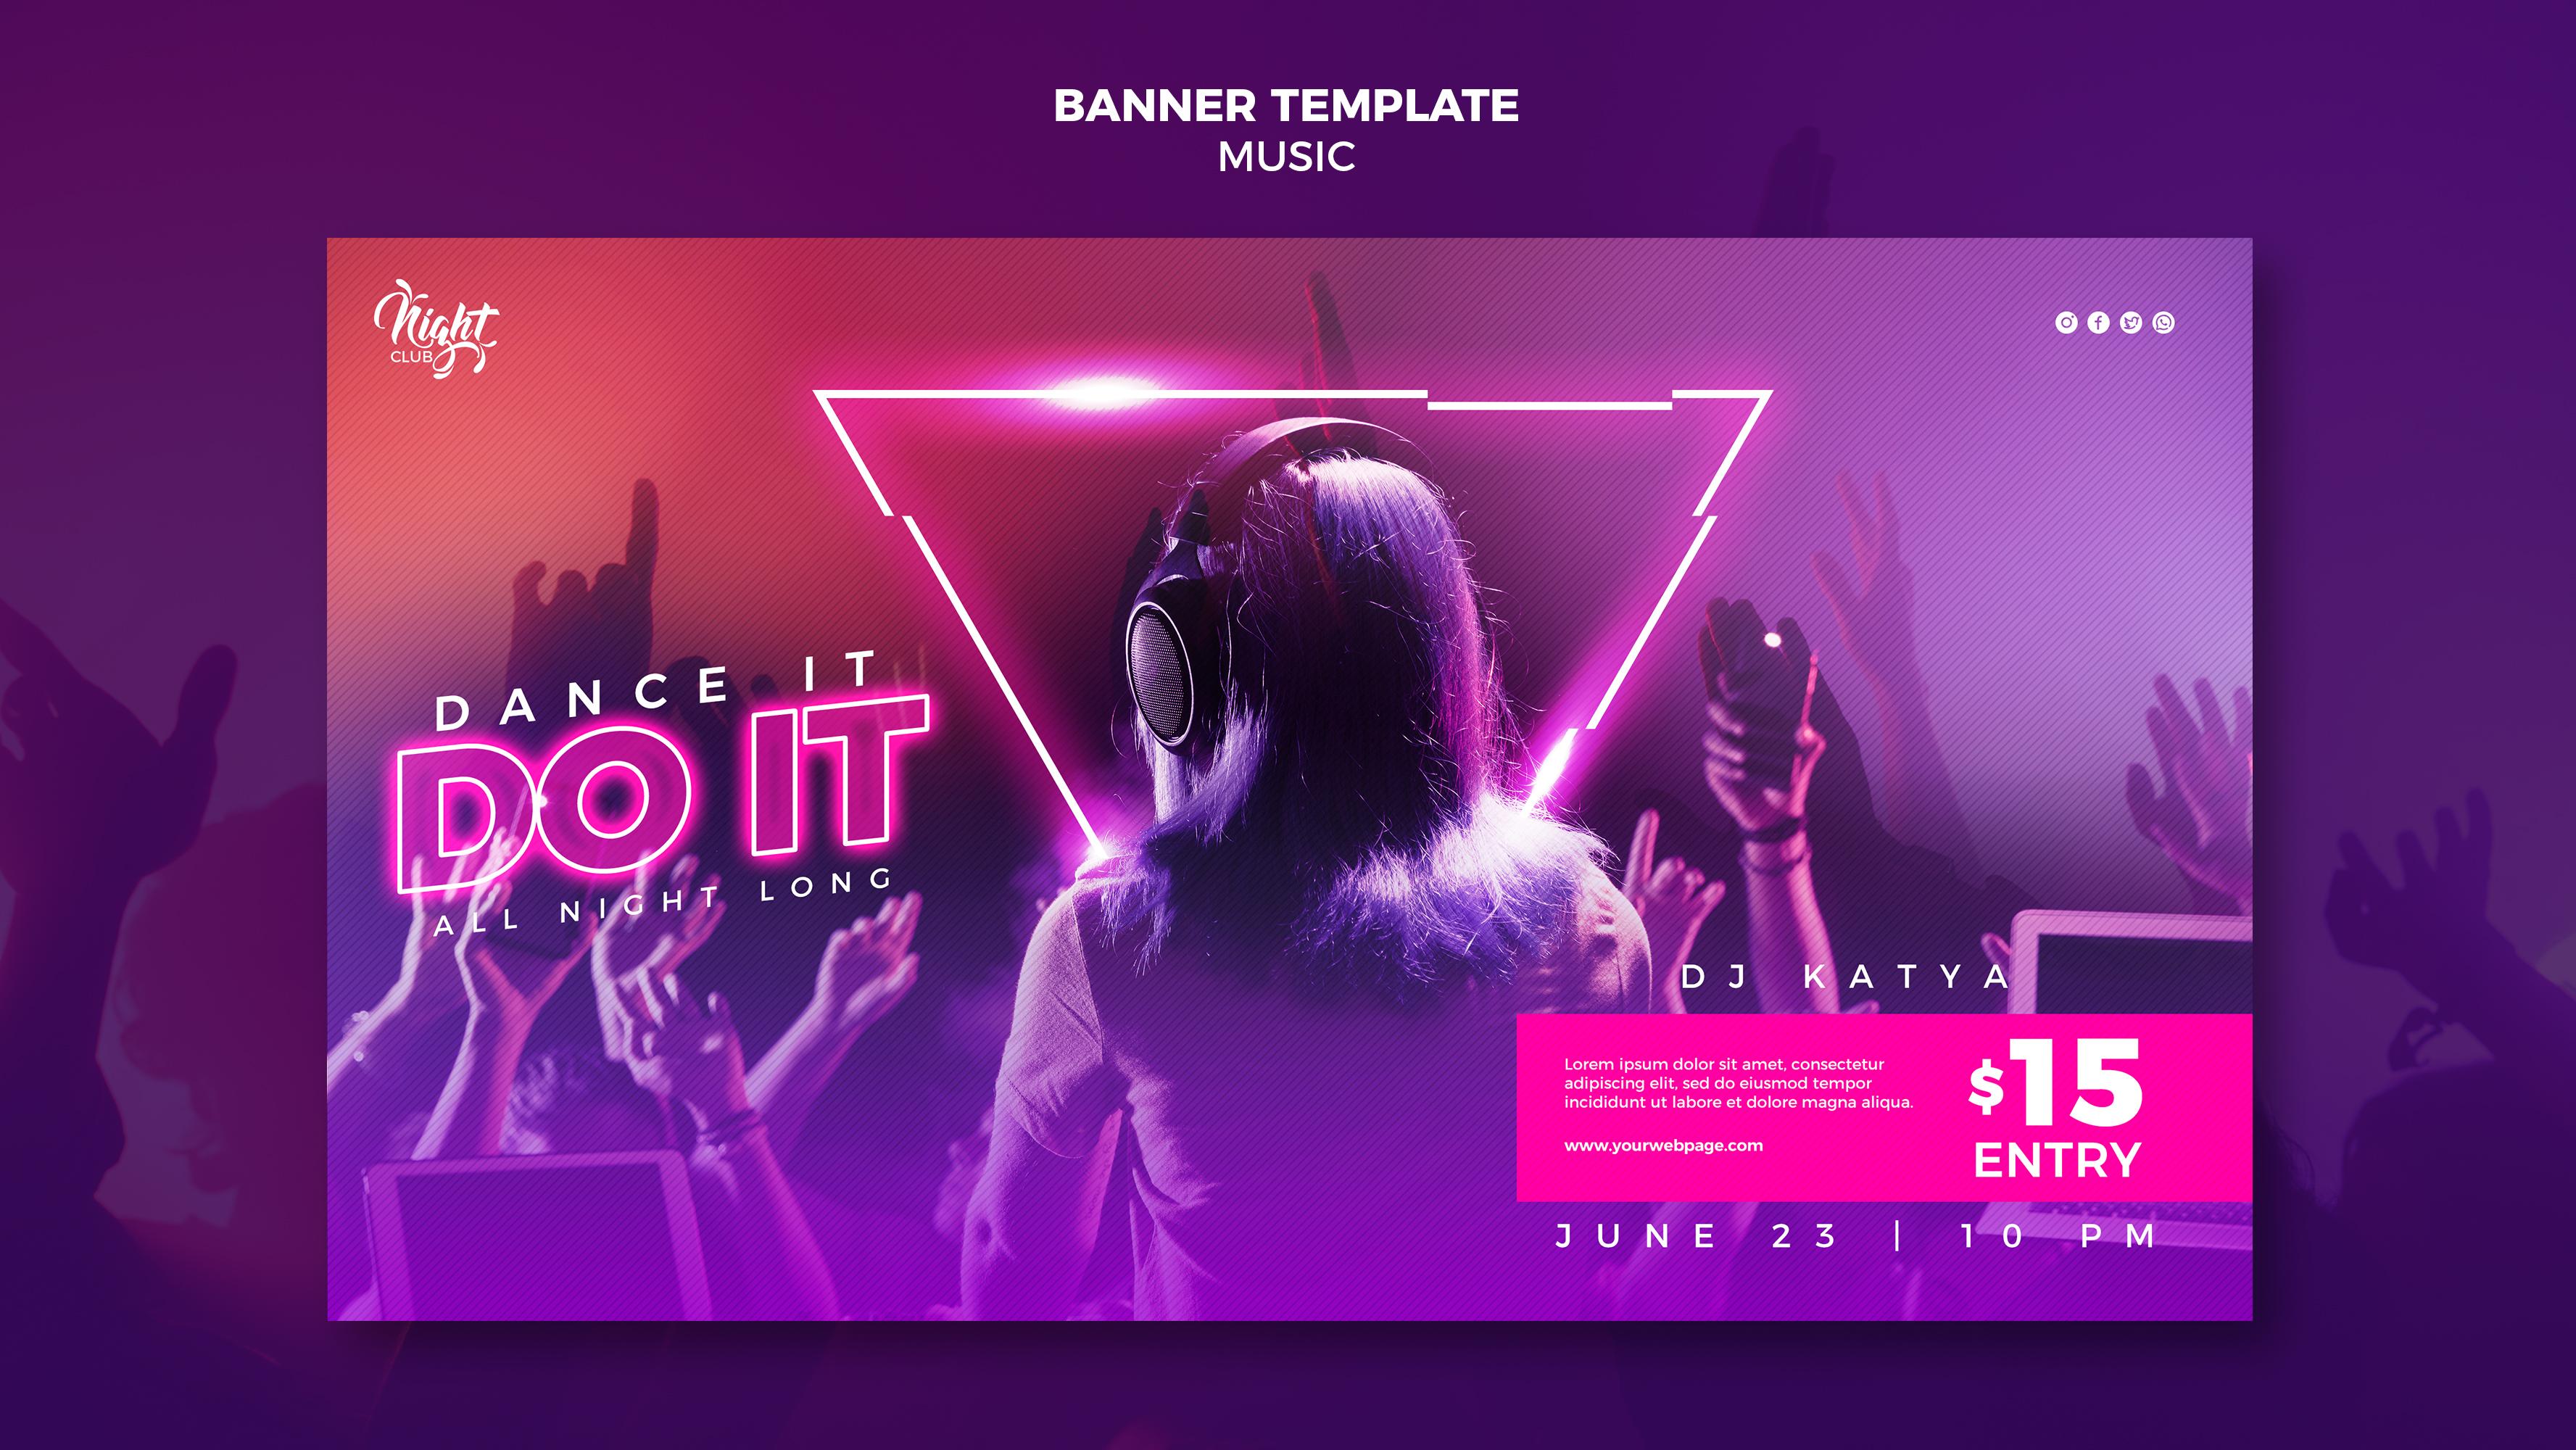 BANNER TEMPLATE
MUSIC
Night
CLUB
DANCE IT
DO IT
ALL NIGHT LONG
DJ KATYA
Lorem ipsum dolor sit amet, consectetur
adipiscing elit, sed do eiusmod tempor
incididunt ut labore et dolore magna aliqua.
www.yourwebpage.com
$15
ENTRY
JUNE 23 | 10 PM